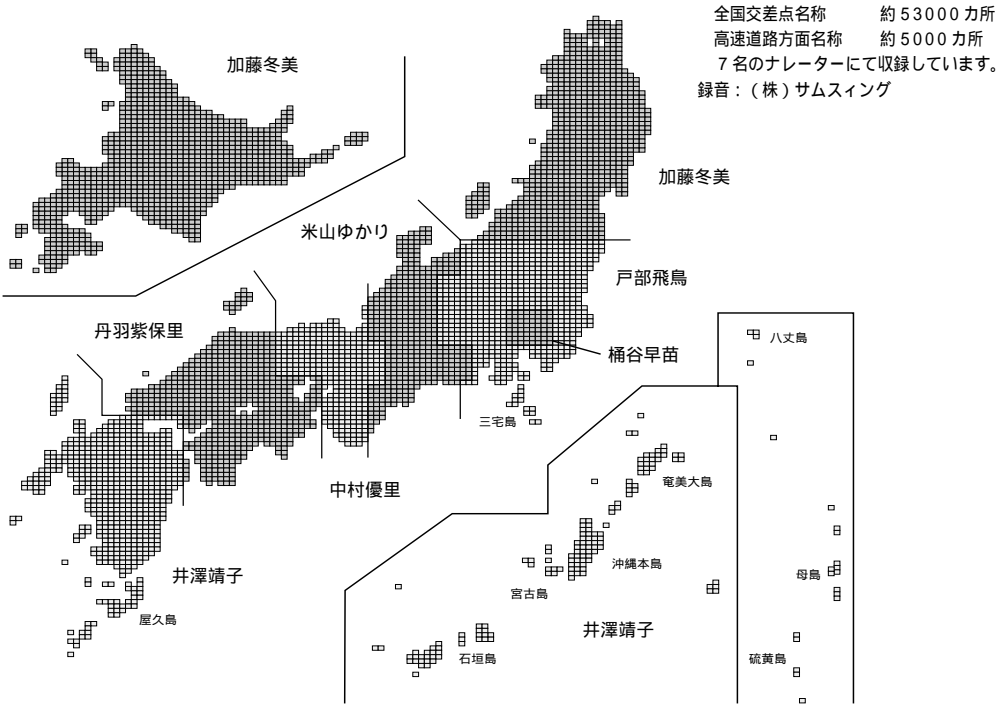 全国交差点名称 約53000カ所
高速道路方面名称 約5000カ所
7名のナレーターにて収録しています。
録音:(株)サムスィング
加藤冬美
加藤冬美
米山ゆかり
戸部飛鳥
丹羽紫保里
桶谷早苗
八丈島
三宅島
中村優里
奄美大島
沖縄本島
母島
井澤靖子
宮古島
屋久島
井澤靖子
石垣島
硫黄島